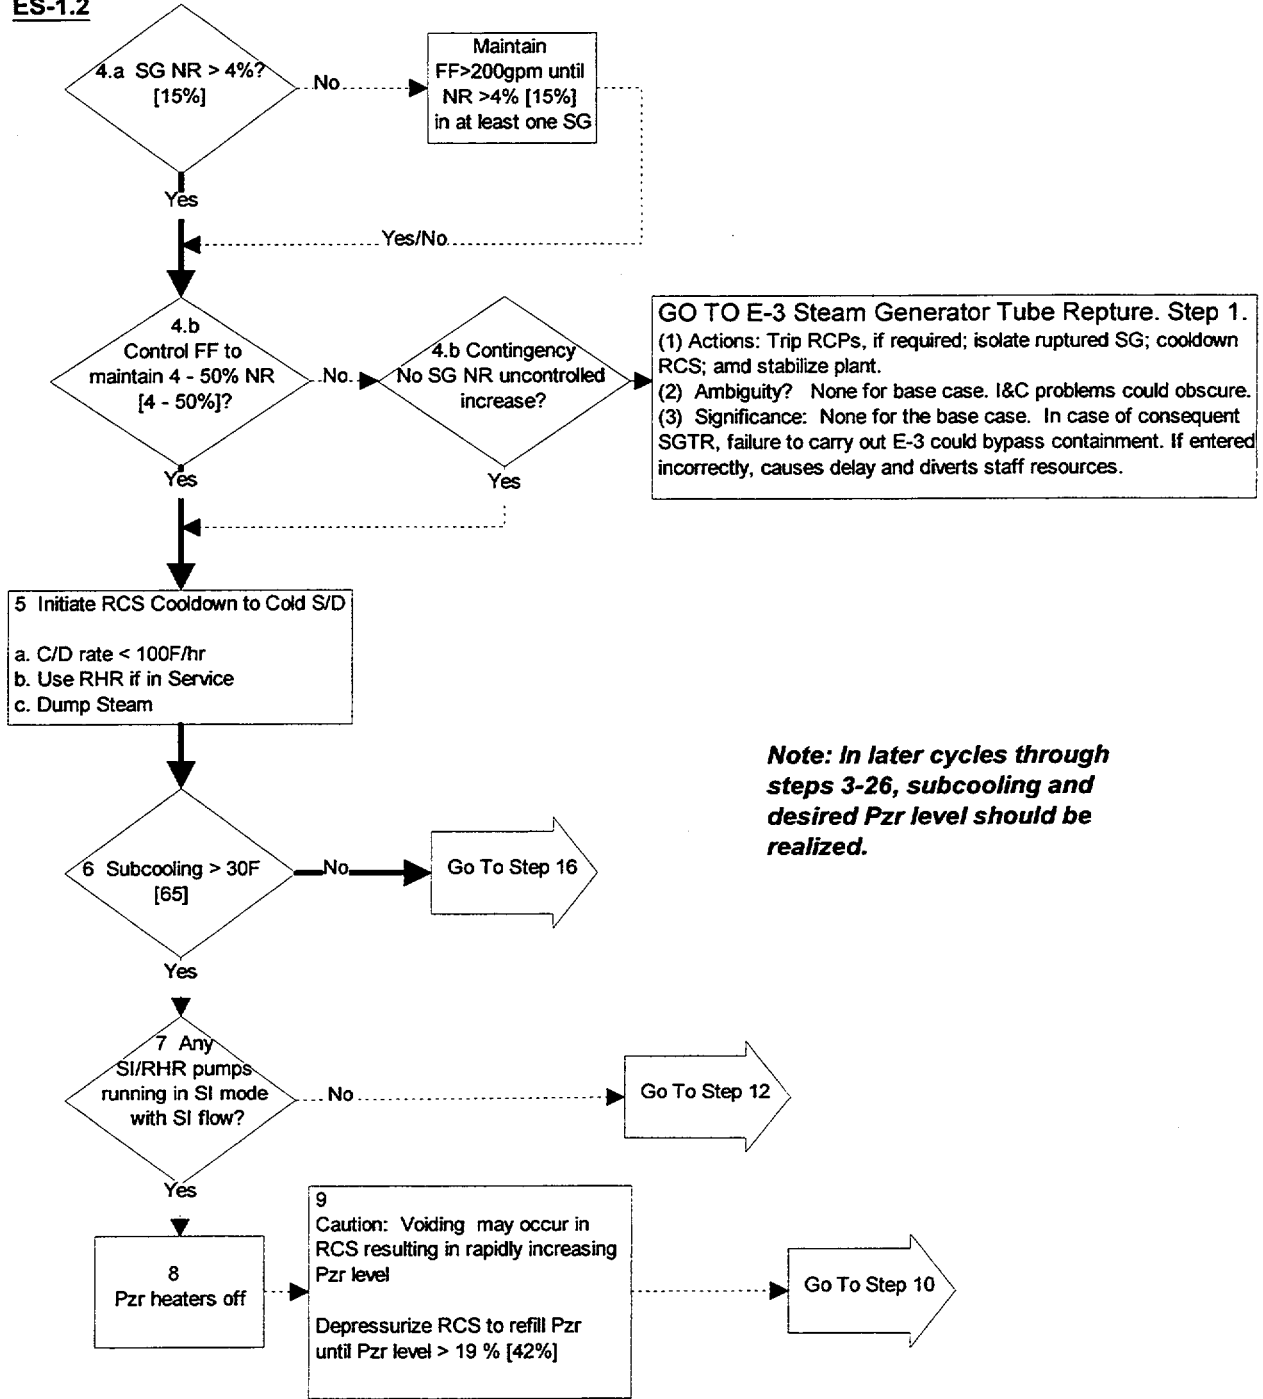 ES-1.2
4.a SG NR > 4%?
[15%]
No
Maintain
FF>200gpm until
NR >4% [15%]
in at least one SG
Yes
Yes/No
4.b
Control FF to
maintain 4 - 50% NR
[4 - 50%]?
No
4.b Contingency
No SG NR uncontrolled
increase?
GO TO E-3 Steam Generator Tube Repture. Step 1.
(1) Actions: Trip RCPs, if required; isolate ruptured SG; cooldown
RCS; amd stabilize plant.
(2) Ambiguity? None for base case. I&C problems could obscure.
(3) Significance: None for the base case. In case of consequent
SGTR, failure to carry out E-3 could bypass containment. If entered
incorrectly, causes delay and diverts staff resources.
Yes
Yes
5 Initiate RCS Cooldown to Cold S/D
a. C/D rate < 100F/hr
b. Use RHR if in Service
c. Dump Steam
Note: In later cycles through
steps 3-26, subcooling and
desired Pzr level should be
realized.
6 Subcooling > 30F
[65]
No
Go To Step 16
Yes
7 Any
SI/RHR pumps
running in SI mode
with SI flow?
No
Go To Step 12
Yes
8
Pzr heaters off
9
Caution: Voiding may occur in
RCS resulting in rapidly increasing
Pzr level
Depressurize RCS to refill Pzr
until Pzr level > 19 % [42%]
Go To Step 10